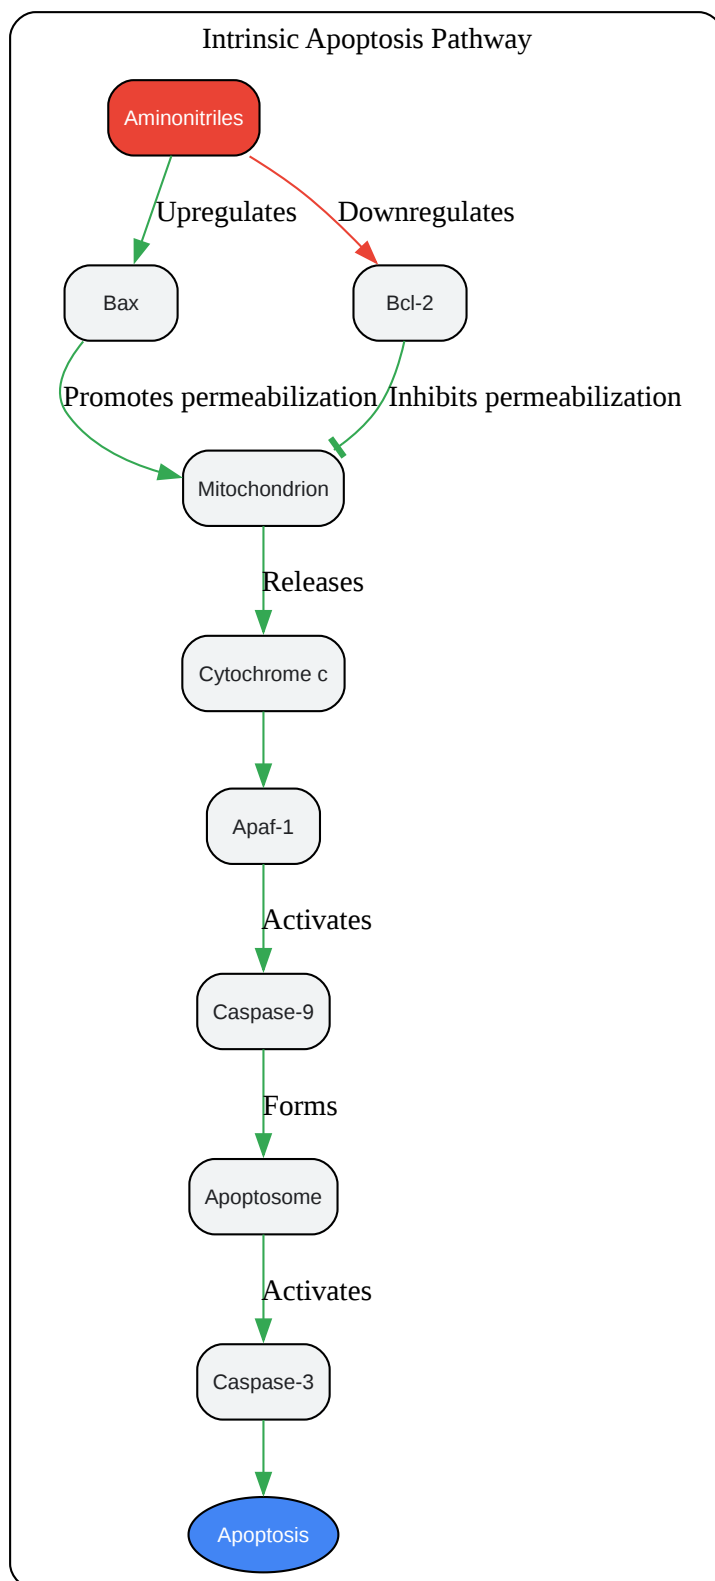 Intrinsic Apoptosis Pathway
Aminonitriles
Upregulates
Downregulates
Bax
Bcl-2
Promotes permeabilization
Inhibits permeabilization
Mitochondrion
Releases
Cytochrome c
Apaf-1
Activates
Caspase-9
Forms
Apoptosome
Activates
Caspase-3
Apoptosis